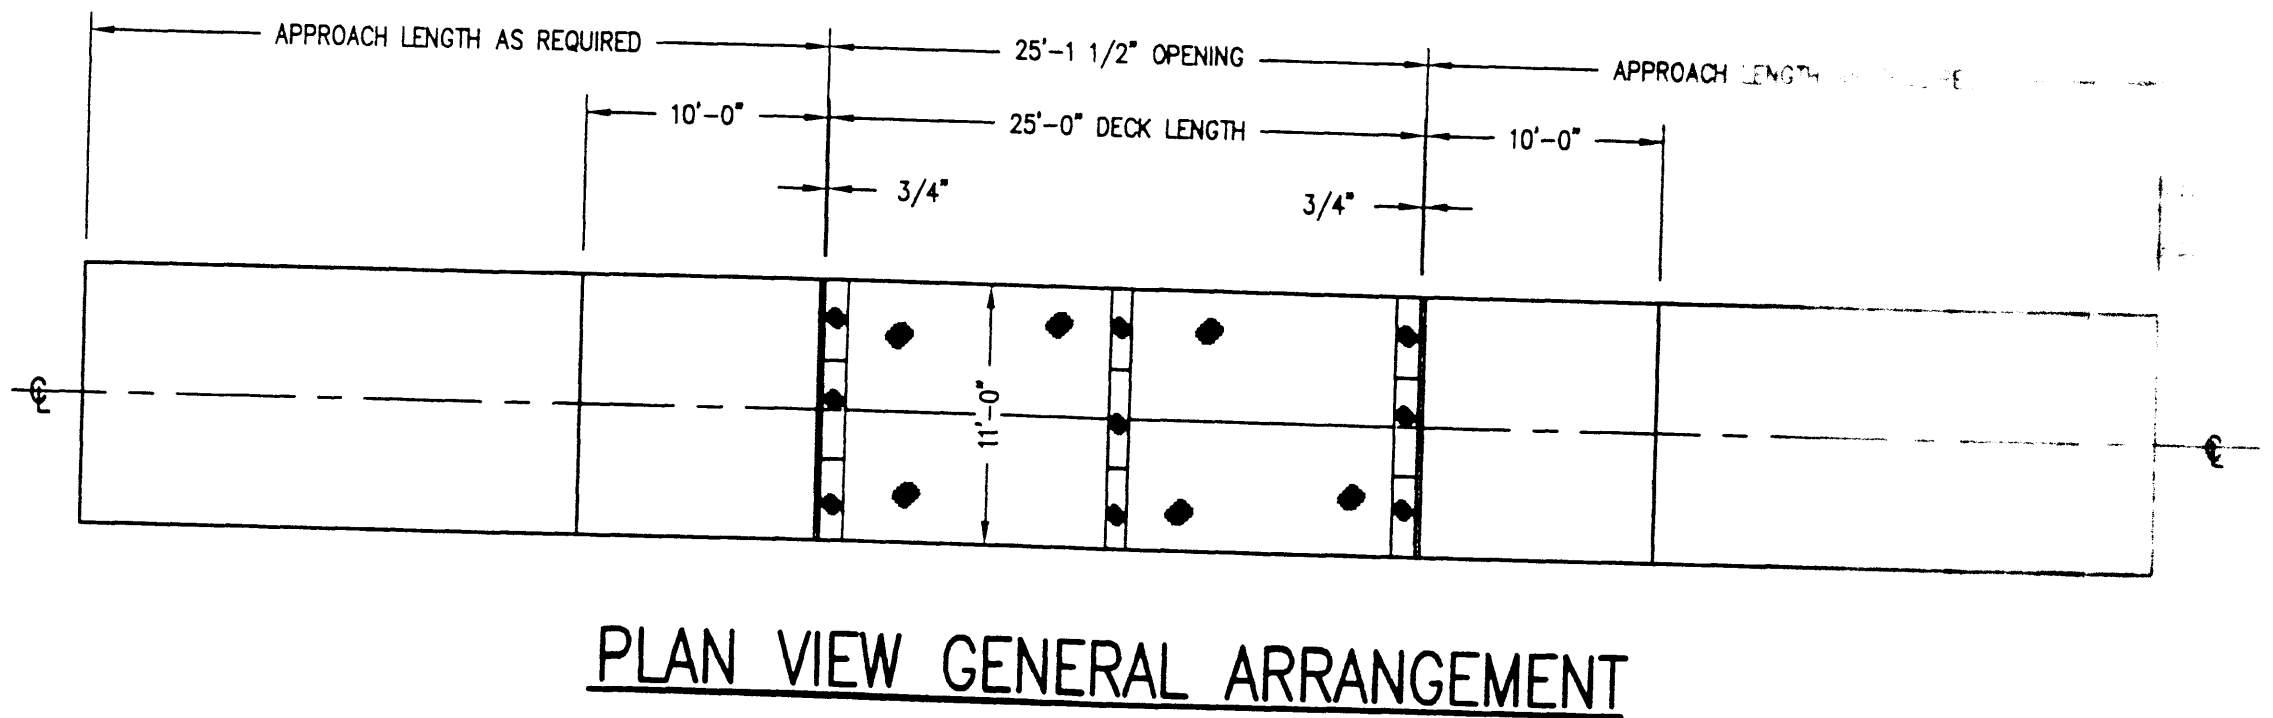 APPROACH LENGTH AS REQUIRED
25'-1 1/2" OPENING
APPROACH LENGTH
10'-0"
25'-0" DECK LENGTH
10'-0"
3/4"
3/4"
11'-0"
℄
℄
PLAN VIEW GENERAL ARRANGEMENT